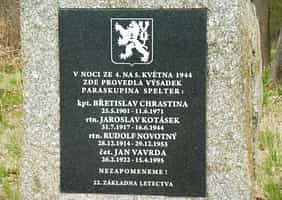 V NOCI ZE 4. NA 5. KVĚTNA 1944
ZDE PROVEDLA VÝSADEK
PARASKUPINA SPELTER:
kpt. BŘETISLAV CHRASTINA
25.5.1901 - 11.6.1971
rtn. JAROSLAV KOTÁSEK
31.7.1917 - 16.6.1944
rtn. RUDOLF NOVOTNÝ
28.12.1914 - 29.12.1953
čet. JAN VAVRDA
26.2.1922 - 15.4.1995
NEZAPOMENEME!
22. ZÁKLADNA LETECTVA